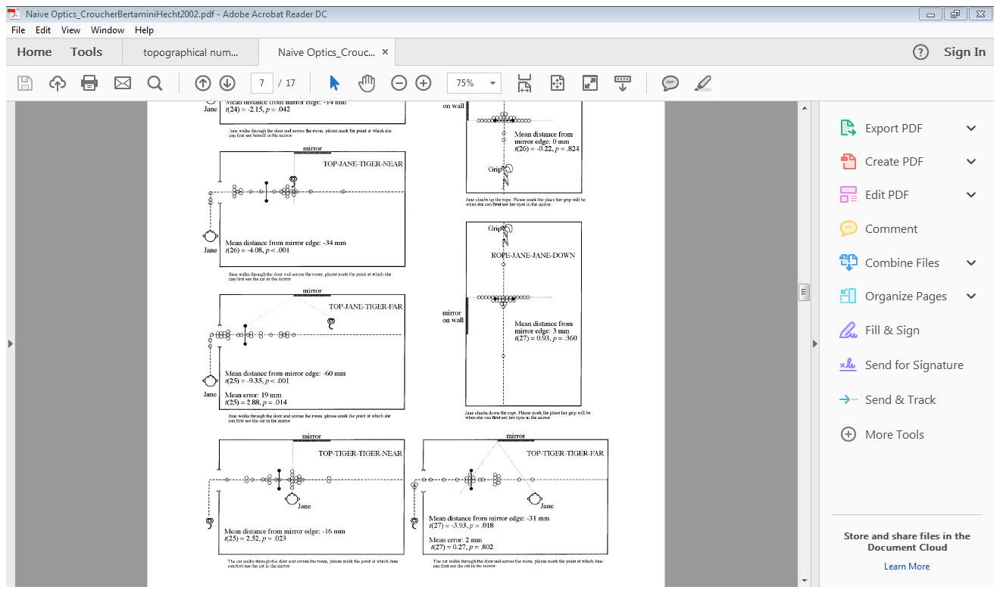 Naive Optics_CroucherBertaminiHecht2002.pdf - Adobe Acrobat Reader DC
File Edit View Window Help
Home Tools topographical num... Naive Optics_Crouc... × ? Sign In
7 / 17 75%
Mean distance from mirror edge: -14 mm
Jane t(24) = -2.15, p = .042
Jane walks through the door and across the room, please mark the point at which she
can first see herself in the mirror.
mirror
TOP-JANE-TIGER-NEAR
Mean distance from mirror edge: -34 mm
Jane t(26) = -4.08, p < .001
Jane walks through the door and across the room, please mark the point at which she
can first see the cat in the mirror.
mirror
TOP-JANE-TIGER-FAR
Mean distance from mirror edge: -60 mm
t(25) = -9.35, p < .001
Jane Mean error: 19 mm
t(25) = 2.88, p = .014
Jane walks through the door and across the room, please mark the point at which she
can first see the cat in the mirror.
mirror
TOP-TIGER-TIGER-NEAR
Jane
Mean distance from mirror edge: -16 mm
t(25) = 2.52, p = .023
The cat walks through the door and across the room, please mark the point at which Jane
can first see the cat in the mirror.
on wall
Mean distance from
mirror edge: 0 mm
t(26) = -0.22, p = .824
Grip
Jane climbs up the rope. Please mark the place her grip will be
when she can first see her eyes in the mirror.
Grip
ROPE-JANE-JANE-DOWN
mirror
on wall
Mean distance from
mirror edge: 3 mm
t(27) = 0.93, p = .360
Jane climbs down the rope. Please mark the place her grip will be
when she can first see her eyes in the mirror.
mirror
TOP-TIGER-TIGER-FAR
Jane
Mean distance from mirror edge: -31 mm
t(27) = -3.93, p = .018
Mean error: 2 mm
t(27) = 0.27, p = .802
The cat walks through the door and across the room, please mark the point at which Jane
can first see the cat in the mirror.
Export PDF
Create PDF
Edit PDF
Comment
Combine Files
Organize Pages
Fill & Sign
Send for Signature
Send & Track
More Tools
Store and share files in the
Document Cloud
Learn More